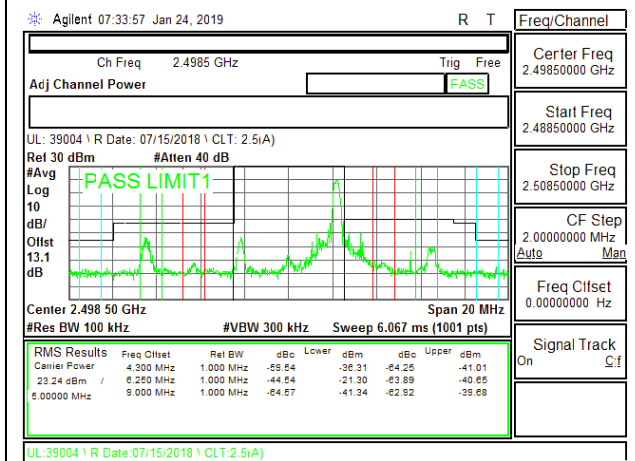 Agilent 07:33:57 Jan 24, 2019 R T
Freq/Channel
Ch Freq 2.4985 GHz Trig Free
Adj Channel Power PASS
UL: 39004 \ R Date: 07/15/2018 \ CLT: 2.5(A)
Ref 30 dBm #Atten 40 dB
#Avg
Log
10
dB/
Offst
13.1
dB
PASS LIMIT1
Center 2.498 50 GHz Span 20 MHz
#Res BW 100 kHz #VBW 300 kHz Sweep 6.067 ms (1001 pts)
RMS Results Freq Offset Ref BW dBc Lower dBm dBc Upper dBm
Carrier Power 4.300 MHz 1.000 MHz -59.54 -36.31 -64.25 -41.01
23.24 dBm / 6.250 MHz 1.000 MHz -44.54 -21.30 -63.89 -40.65
5.00000 MHz 9.000 MHz 1.000 MHz -64.57 -41.34 -62.92 -39.68
UL:39004 \ R Date:07/15/2018 \ CLT:2.5(A)
Center Freq
2.49850000 GHz
Start Freq
2.48850000 GHz
Stop Freq
2.50850000 GHz
CF Step
2.00000000 MHz
Auto Man
Freq Offset
0.00000000 Hz
Signal Track
On Off